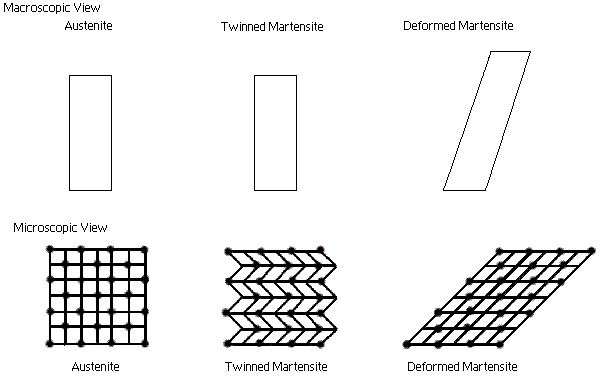 Macroscopic View
Austenite
Twinned Martensite
Deformed Martensite
Microscopic View
Austenite
Twinned Martensite
Deformed Martensite